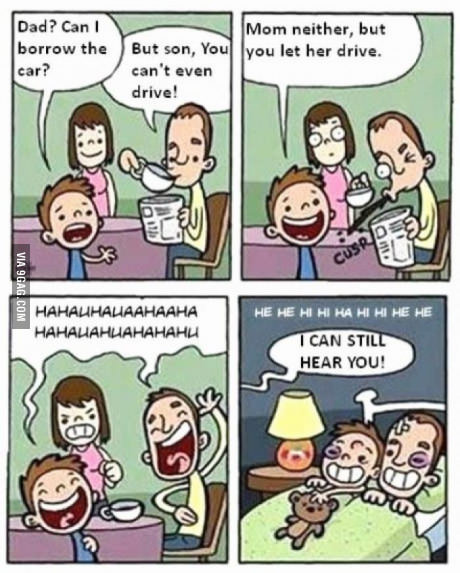 Dad? Can I
borrow the
car?
But son, You
can't even
drive!
Mom neither, but
you let her drive.
CUSP
VIA 9GAG.COM
HAHAUHAUAAHAAHA
HAHAUAHUAHAHAHU
HE HE HI HI HA HI HI HE HE
I CAN STILL
HEAR YOU!